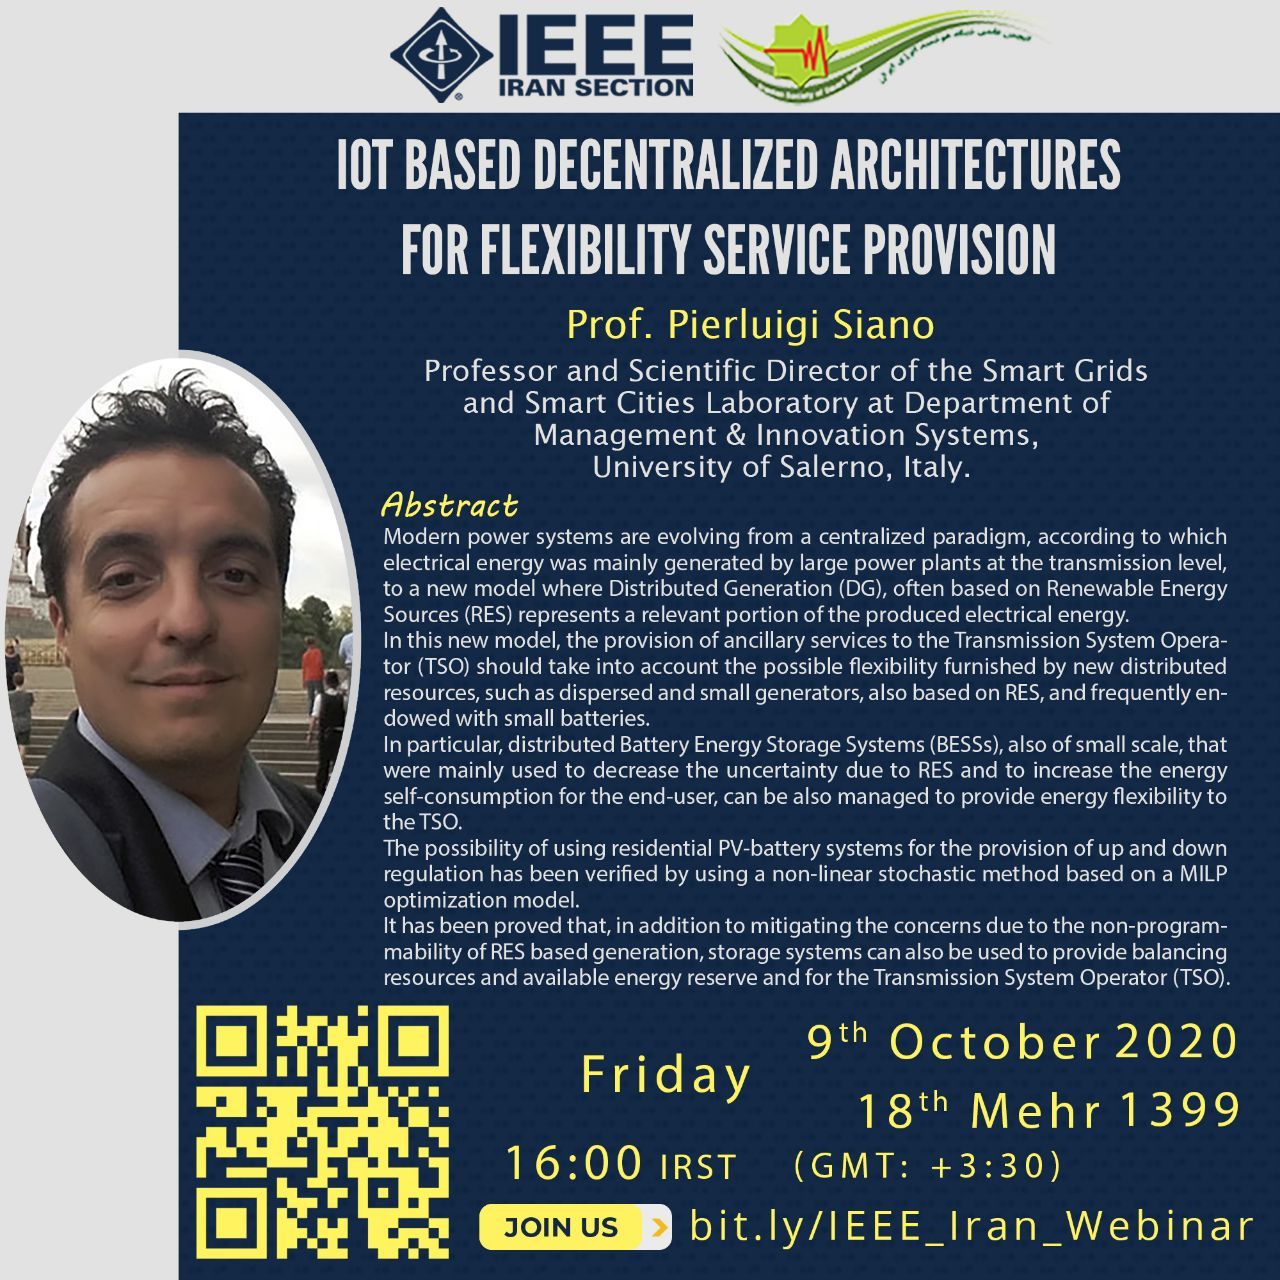 IEEE
IRAN SECTION
IOT BASED DECENTRALIZED ARCHITECTURES
FOR FLEXIBILITY SERVICE PROVISION
Prof. Pierluigi Siano
Professor and Scientific Director of the Smart Grids
and Smart Cities Laboratory at Department of
Management & Innovation Systems,
University of Salerno, Italy.
Abstract
Modern power systems are evolving from a centralized paradigm, according to which
electrical energy was mainly generated by large power plants at the transmission level,
to a new model where Distributed Generation (DG), often based on Renewable Energy
Sources (RES) represents a relevant portion of the produced electrical energy.
In this new model, the provision of ancillary services to the Transmission System Opera-
tor (TSO) should take into account the possible flexibility furnished by new distributed
resources, such as dispersed and small generators, also based on RES, and frequently en-
dowed with small batteries.
In particular, distributed Battery Energy Storage Systems (BESSs), also of small scale, that
were mainly used to decrease the uncertainty due to RES and to increase the energy
self-consumption for the end-user, can be also managed to provide energy flexibility to
the TSO.
The possibility of using residential PV-battery systems for the provision of up and down
regulation has been verified by using a non-linear stochastic method based on a MILP
optimization model.
It has been proved that, in addition to mitigating the concerns due to the non-program-
mability of RES based generation, storage systems can also be used to provide balancing
resources and available energy reserve and for the Transmission System Operator (TSO).
Friday
9th October 2020
18th Mehr 1399
16:00 IRST (GMT: +3:30)
JOIN US
bit.ly/IEEE_Iran_Webinar